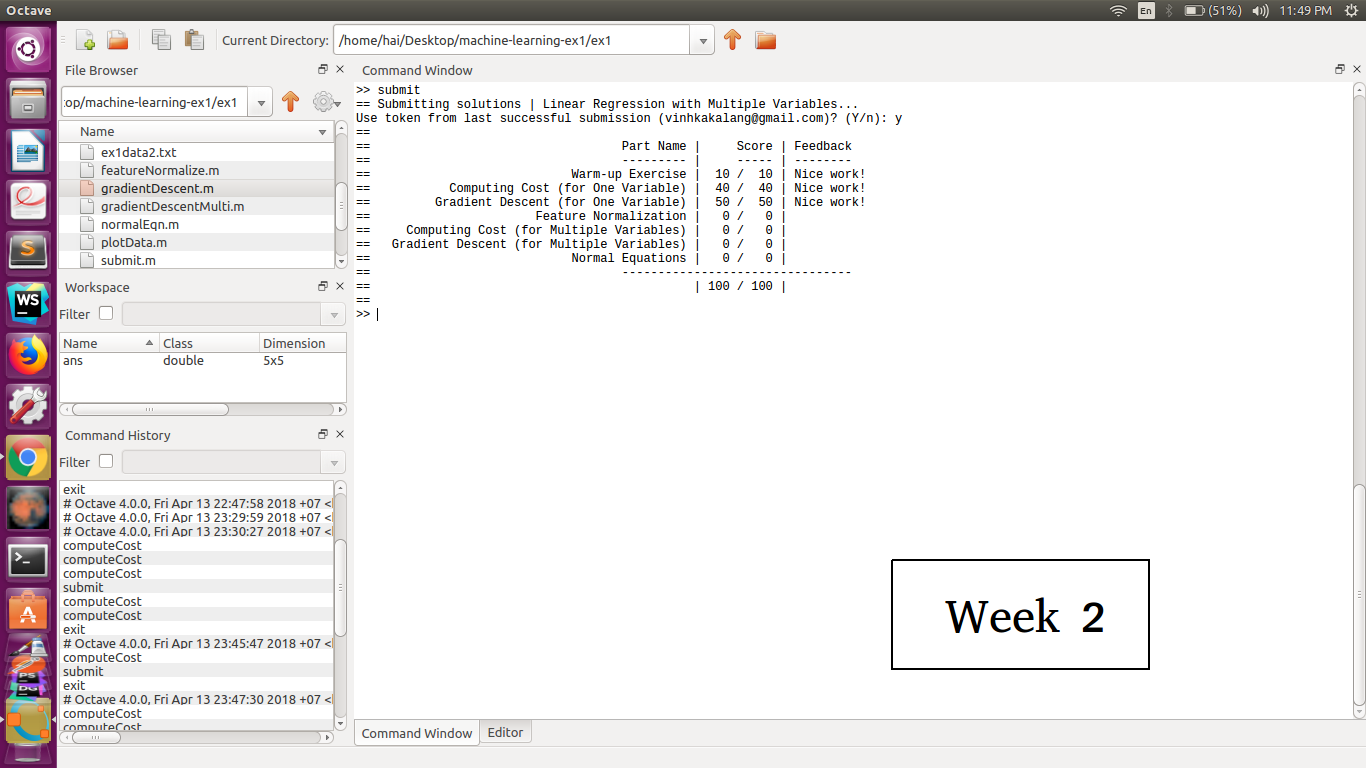 Octave
En
(51%)
11:49 PM
Current Directory:
/home/hai/Desktop/machine-learning-ex1/ex1
File Browser
:op/machine-learning-ex1/ex1
Name
ex1data2.txt
featureNormalize.m
gradientDescent.m
gradientDescentMulti.m
normalEqn.m
plotData.m
submit.m
Workspace
Filter
Name Class Dimension
ans double 5x5
Command History
Filter
exit
# Octave 4.0.0, Fri Apr 13 22:47:58 2018 +07 <
# Octave 4.0.0, Fri Apr 13 23:29:59 2018 +07 <
# Octave 4.0.0, Fri Apr 13 23:30:27 2018 +07 <
computeCost
computeCost
computeCost
submit
computeCost
computeCost
exit
# Octave 4.0.0, Fri Apr 13 23:45:47 2018 +07 <
computeCost
submit
exit
# Octave 4.0.0, Fri Apr 13 23:47:30 2018 +07 <
computeCost
computeCost
Command Window
>> submit
== Submitting solutions | Linear Regression with Multiple Variables...
Use token from last successful submission (vinhkakalang@gmail.com)? (Y/n): y
==
== Part Name | Score | Feedback
== --------- | ----- | --------
== Warm-up Exercise | 10 / 10 | Nice work!
== Computing Cost (for One Variable) | 40 / 40 | Nice work!
== Gradient Descent (for One Variable) | 50 / 50 | Nice work!
== Feature Normalization | 0 / 0 |
== Computing Cost (for Multiple Variables) | 0 / 0 |
== Gradient Descent (for Multiple Variables) | 0 / 0 |
== Normal Equations | 0 / 0 |
== --------------------------------
== | 100 / 100 |
==
>>
Week 2
Command Window
Editor
WS
PS
DG